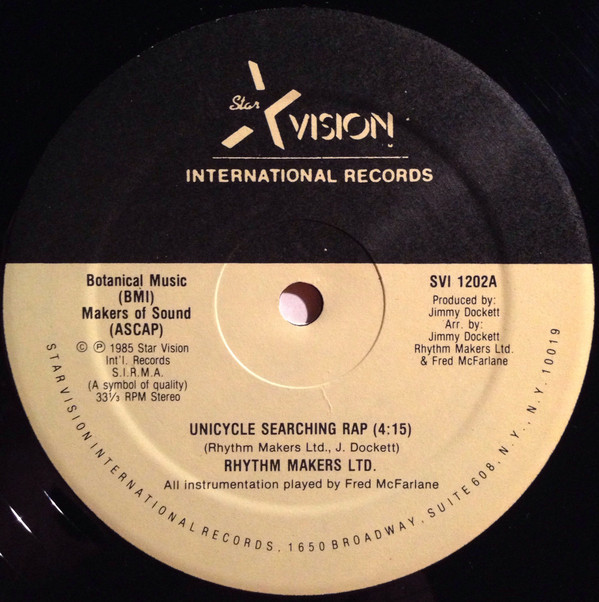 Star
VISION
INTERNATIONAL RECORDS
Botanical Music
(BMI)
Makers of Sound
(ASCAP)
© ℗ 1985 Star Vision
Int'l. Records
S.I.R.M.A.
(A symbol of quality)
33⅓ RPM Stereo
SVI 1202A
Produced by:
Jimmy Dockett
Arr. by:
Jimmy Dockett
Rhythm Makers Ltd.
& Fred McFarlane
UNICYCLE SEARCHING RAP (4:15)
(Rhythm Makers Ltd., J. Dockett)
RHYTHM MAKERS LTD.
All instrumentation played by Fred McFarlane
STARVISION INTERNATIONAL RECORDS, 1650 BROADWAY, SUITE 608, N.Y., N.Y. 10019